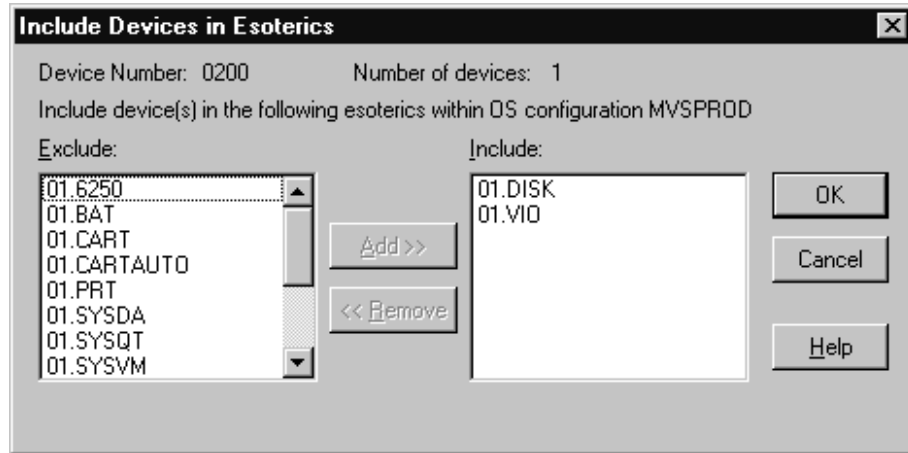 Include Devices in Esoterics
Device Number: 0200 Number of devices: 1
Include device(s) in the following esoterics within OS configuration MVSPROD
Exclude:
01.6250
01.BAT
01.CART
01.CARTAUTO
01.PRT
01.SYSDA
01.SYSQT
01.SYSVM
Add >>
<< Remove
Include:
01.DISK
01.VIO
OK
Cancel
Help